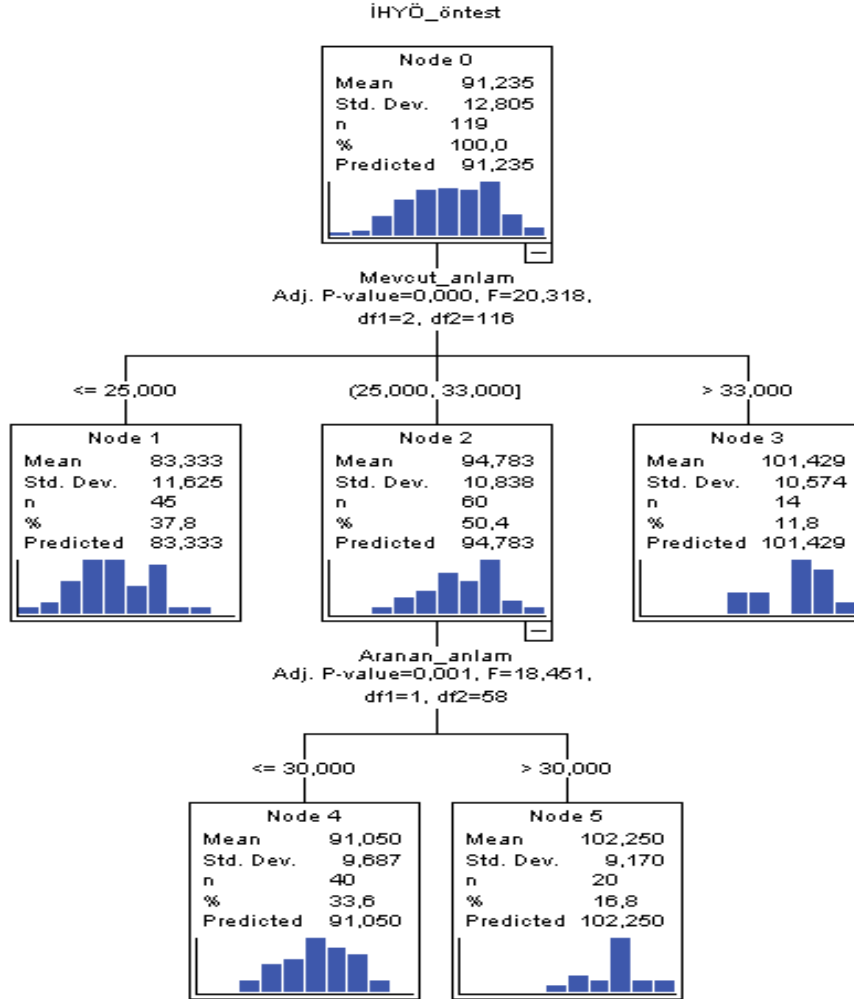 İHYÖ_öntest
Node 0
Mean 91,235
Std. Dev. 12,805
n 119
% 100,0
Predicted 91,235
Mevcut_anlam
Adj. P-value=0,000, F=20,318,
df1=2, df2=116
<= 25,000
(25,000, 33,000]
> 33,000
Node 1
Mean 83,333
Std. Dev. 11,625
n 45
% 37,8
Predicted 83,333
Node 2
Mean 94,783
Std. Dev. 10,838
n 60
% 50,4
Predicted 94,783
Node 3
Mean 101,429
Std. Dev. 10,574
n 14
% 11,8
Predicted 101,429
Aranan_anlam
Adj. P-value=0,001, F=18,451,
df1=1, df2=58
<= 30,000
> 30,000
Node 4
Mean 91,050
Std. Dev. 9,687
n 40
% 33,6
Predicted 91,050
Node 5
Mean 102,250
Std. Dev. 9,170
n 20
% 16,8
Predicted 102,250